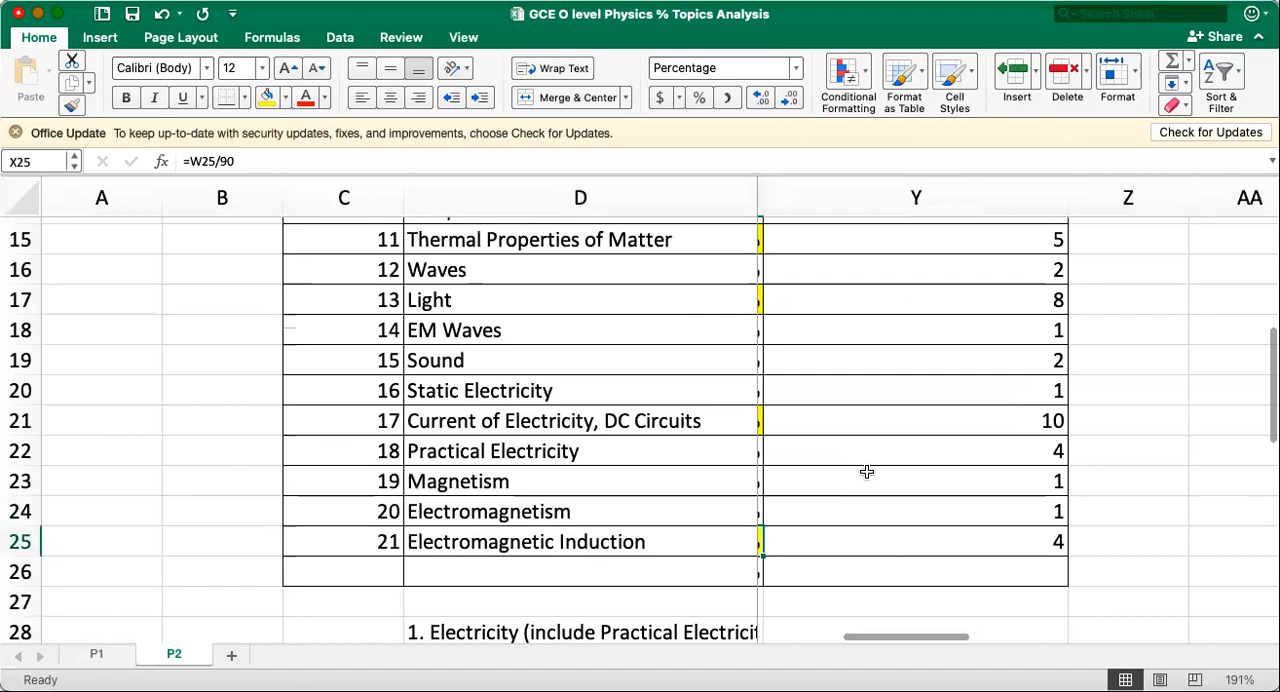 GCE O level Physics % Topics Analysis
Search Sheet
Home Insert Page Layout Formulas Data Review View
Share
Paste
Calibri (Body) 12 A A
Wrap Text
Percentage
B I U A
Merge & Center
$ %
Conditional Formatting
Format as Table
Cell Styles
Insert
Delete
Format
Sort & Filter
Office Update To keep up-to-date with security updates, fixes, and improvements, choose Check for Updates.
Check for Updates
X25 fx =W25/90
A B C D Y Z AA
15 11 Thermal Properties of Matter 5
16 12 Waves 2
17 13 Light 8
18 14 EM Waves 1
19 15 Sound 2
20 16 Static Electricity 1
21 17 Current of Electricity, DC Circuits 10
22 18 Practical Electricity 4
23 19 Magnetism 1
24 20 Electromagnetism 1
25 21 Electromagnetic Induction 4
26
27
28 1. Electricity (include Practical
P1 P2 +
Ready
191%